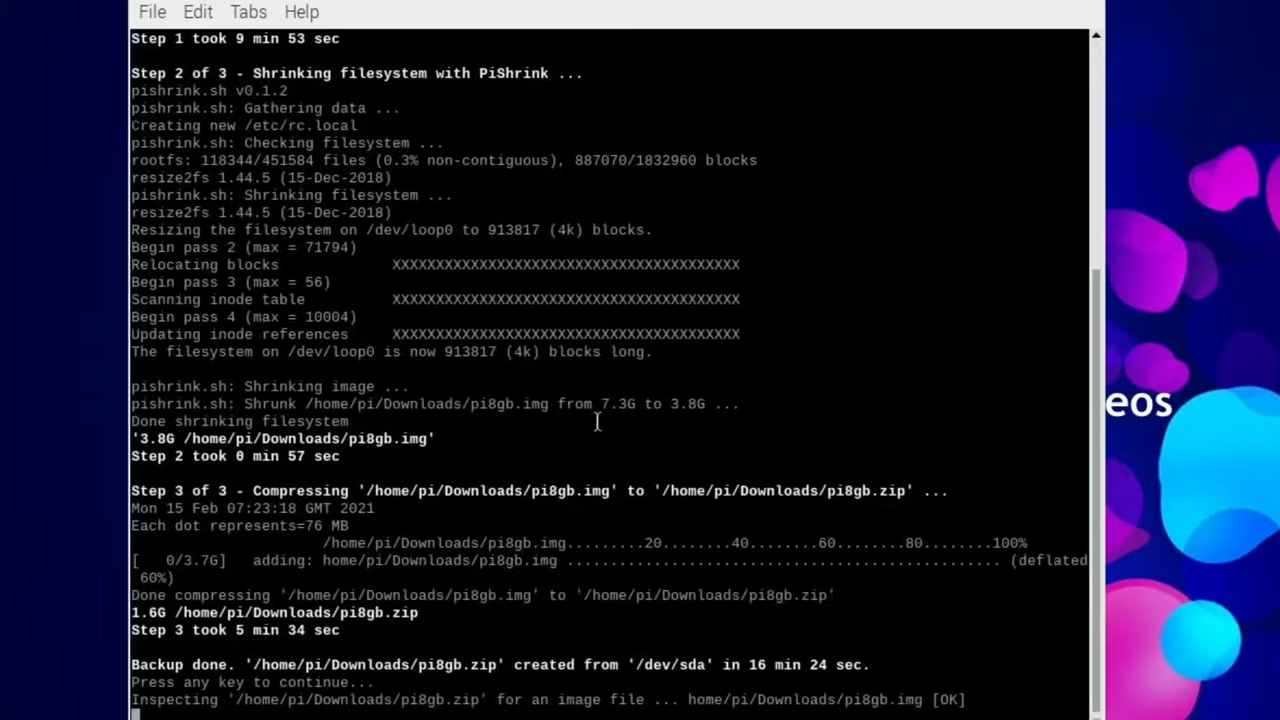 File Edit Tabs Help
Step 1 took 9 min 53 sec
Step 2 of 3 - Shrinking filesystem with PiShrink ...
pishrink.sh v0.1.2
pishrink.sh: Gathering data ...
Creating new /etc/rc.local
pishrink.sh: Checking filesystem ...
rootfs: 118344/451584 files (0.3% non-contiguous), 887070/1832960 blocks
resize2fs 1.44.5 (15-Dec-2018)
pishrink.sh: Shrinking filesystem ...
resize2fs 1.44.5 (15-Dec-2018)
Resizing the filesystem on /dev/loop0 to 913817 (4k) blocks.
Begin pass 2 (max = 71794)
Relocating blocks             XXXXXXXXXXXXXXXXXXXXXXXXXXXXXXXXXXXXXXXX
Begin pass 3 (max = 56)
Scanning inode table          XXXXXXXXXXXXXXXXXXXXXXXXXXXXXXXXXXXXXXXX
Begin pass 4 (max = 10004)
Updating inode references     XXXXXXXXXXXXXXXXXXXXXXXXXXXXXXXXXXXXXXXX
The filesystem on /dev/loop0 is now 913817 (4k) blocks long.
pishrink.sh: Shrinking image ...
pishrink.sh: Shrunk /home/pi/Downloads/pi8gb.img from 7.3G to 3.8G ...
Done shrinking filesystem
'3.8G /home/pi/Downloads/pi8gb.img'
Step 2 took 0 min 57 sec
Step 3 of 3 - Compressing '/home/pi/Downloads/pi8gb.img' to '/home/pi/Downloads/pi8gb.zip' ...
Mon 15 Feb 07:23:18 GMT 2021
Each dot represents=76 MB
/home/pi/Downloads/pi8gb.img.........20........40........60........80........100%
[    0/3.7G]   adding: home/pi/Downloads/pi8gb.img .................................................. (deflated
60%)
Done compressing '/home/pi/Downloads/pi8gb.img' to '/home/pi/Downloads/pi8gb.zip'
1.6G /home/pi/Downloads/pi8gb.zip
Step 3 took 5 min 34 sec
Backup done. '/home/pi/Downloads/pi8gb.zip' created from '/dev/sda' in 16 min 24 sec.
Press any key to continue...
Inspecting '/home/pi/Downloads/pi8gb.zip' for an image file ... home/pi/Downloads/pi8gb.img [OK]
eos